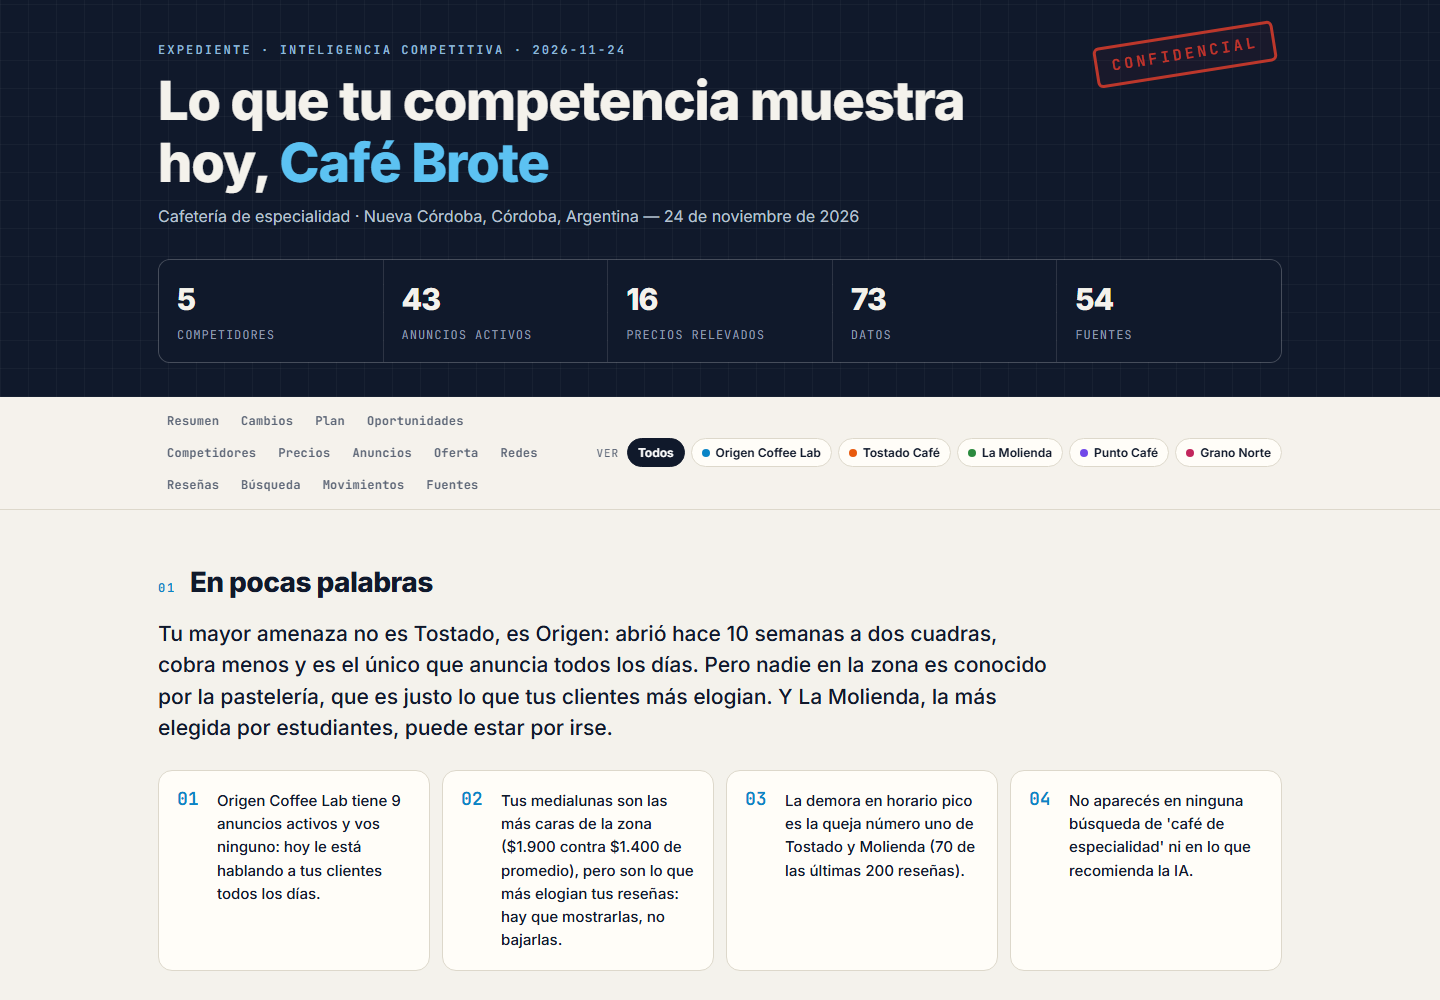 EXPEDIENTE · INTELIGENCIA COMPETITIVA · 2026-11-24
CONFIDENCIAL
Lo que tu competencia muestra
hoy, Café Brote
Cafetería de especialidad · Nueva Córdoba, Córdoba, Argentina — 24 de noviembre de 2026
5
COMPETIDORES
43
ANUNCIOS ACTIVOS
16
PRECIOS RELEVADOS
73
DATOS
54
FUENTES
Resumen Cambios Plan Oportunidades
Competidores Precios Anuncios Oferta Redes
Reseñas Búsqueda Movimientos Fuentes
VER Todos Origen Coffee Lab Tostado Café La Molienda Punto Café Grano Norte
01 En pocas palabras
Tu mayor amenaza no es Tostado, es Origen: abrió hace 10 semanas a dos cuadras,
cobra menos y es el único que anuncia todos los días. Pero nadie en la zona es conocido
por la pastelería, que es justo lo que tus clientes más elogian. Y La Molienda, la más
elegida por estudiantes, puede estar por irse.
01
Origen Coffee Lab tiene 9
anuncios activos y vos
ninguno: hoy le está
hablando a tus clientes
todos los días.
02
Tus medialunas son las
más caras de la zona
($1.900 contra $1.400 de
promedio), pero son lo que
más elogian tus reseñas:
hay que mostrarlas, no
bajarlas.
03
La demora en horario pico
es la queja número uno de
Tostado y Molienda (70 de
las últimas 200 reseñas).
04
No aparecés en ninguna
búsqueda de 'café de
especialidad' ni en lo que
recomienda la IA.